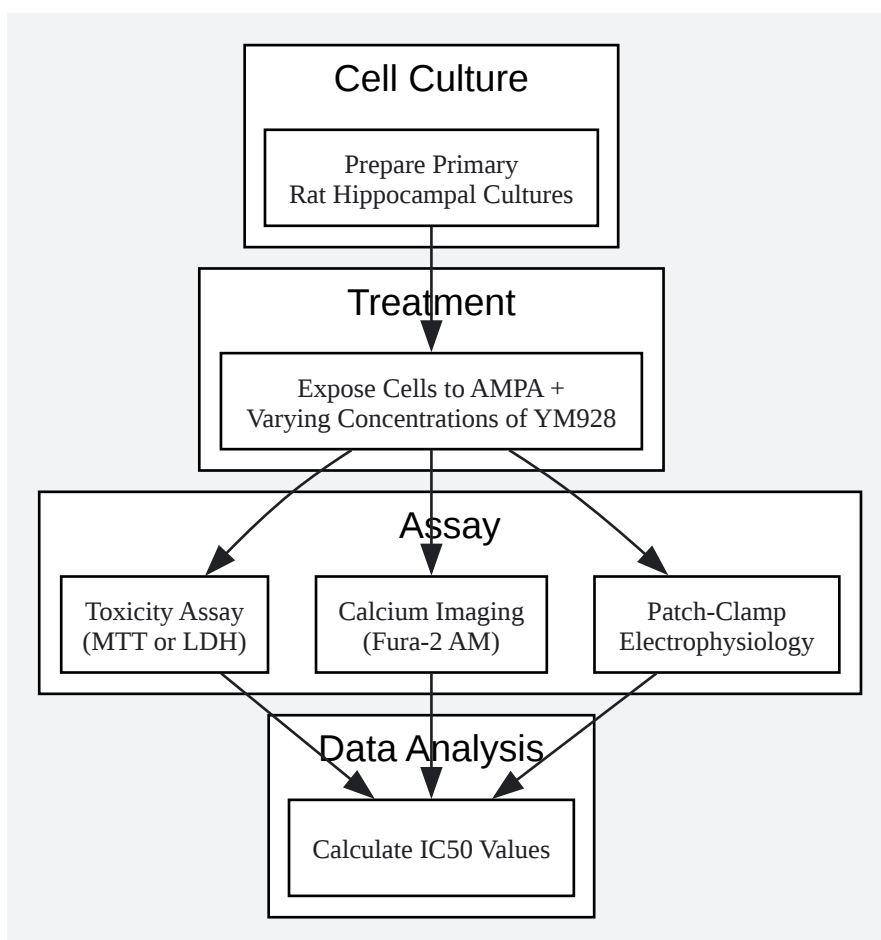 Cell Culture
Prepare Primary
Rat Hippocampal Cultures
Treatment
Expose Cells to AMPA +
Varying Concentrations of YM928
Assay
Toxicity Assay
(MTT or LDH)
Calcium Imaging
(Fura-2 AM)
Patch-Clamp
Electrophysiology
Data Analysis
Calculate IC50 Values